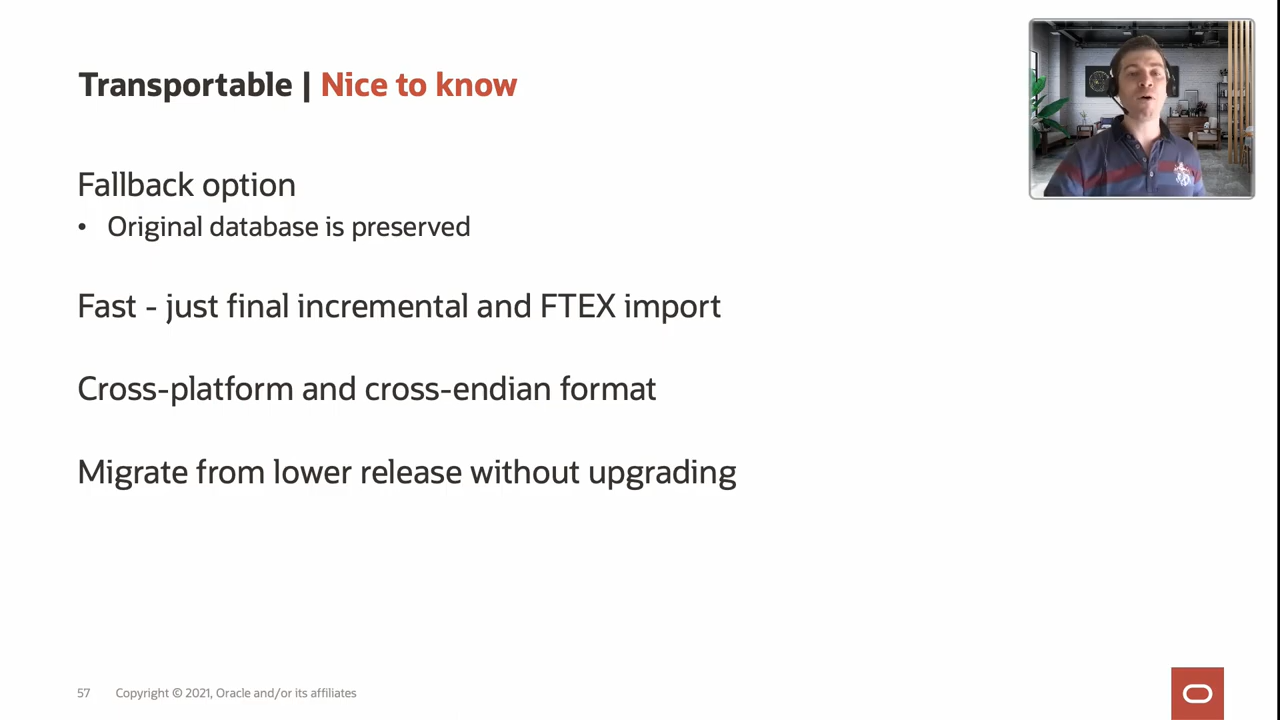 Transportable | Nice to know
Fallback option
• Original database is preserved
Fast - just final incremental and FTEX import
Cross-platform and cross-endian format
Migrate from lower release without upgrading
57 Copyright © 2021, Oracle and/or its affiliates